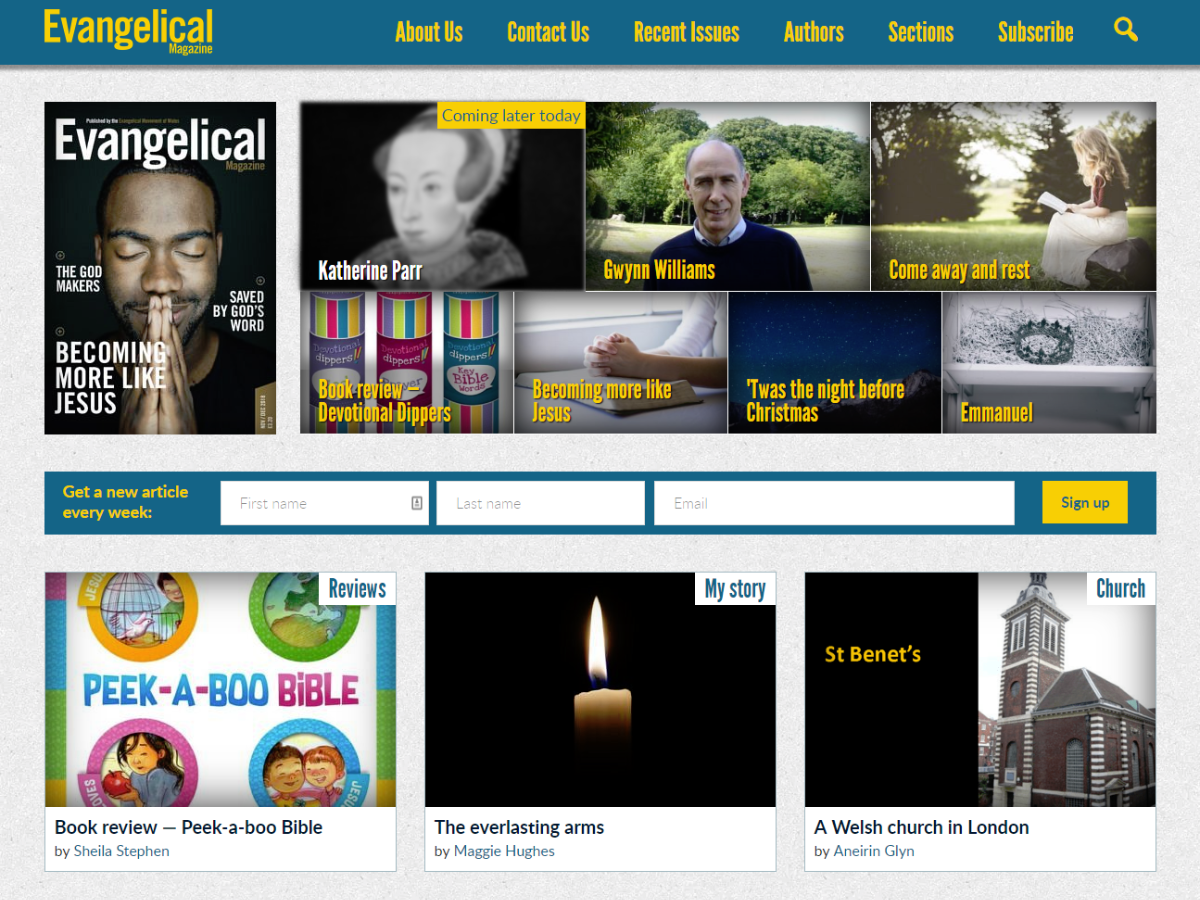 Evangelical
Magazine
About Us
Contact Us
Recent Issues
Authors
Sections
Subscribe
Published by the Evangelical Movement of Wales
Evangelical
Magazine
THE GOD
MAKERS
SAVED
BY GOD'S
WORD
BECOMING
MORE LIKE
JESUS
NOV / DEC 2018
Coming later today
Katherine Parr
Gwynn Williams
Come away and rest
Devotional
dippers!!
Devotional
dippers!!
Devotional
dippers!!
Key
Bible
Words
Book review –
Devotional Dippers
Becoming more like
Jesus
'Twas the night before
Christmas
Emmanuel
Get a new article
every week:
First name
Last name
Email
Sign up
Reviews
JESUS
PEEK-A-BOO BIBLE
LOVES
JESUS
Book review — Peek-a-boo Bible
by Sheila Stephen
My story
The everlasting arms
by Maggie Hughes
Church
St Benet's
A Welsh church in London
by Aneirin Glyn